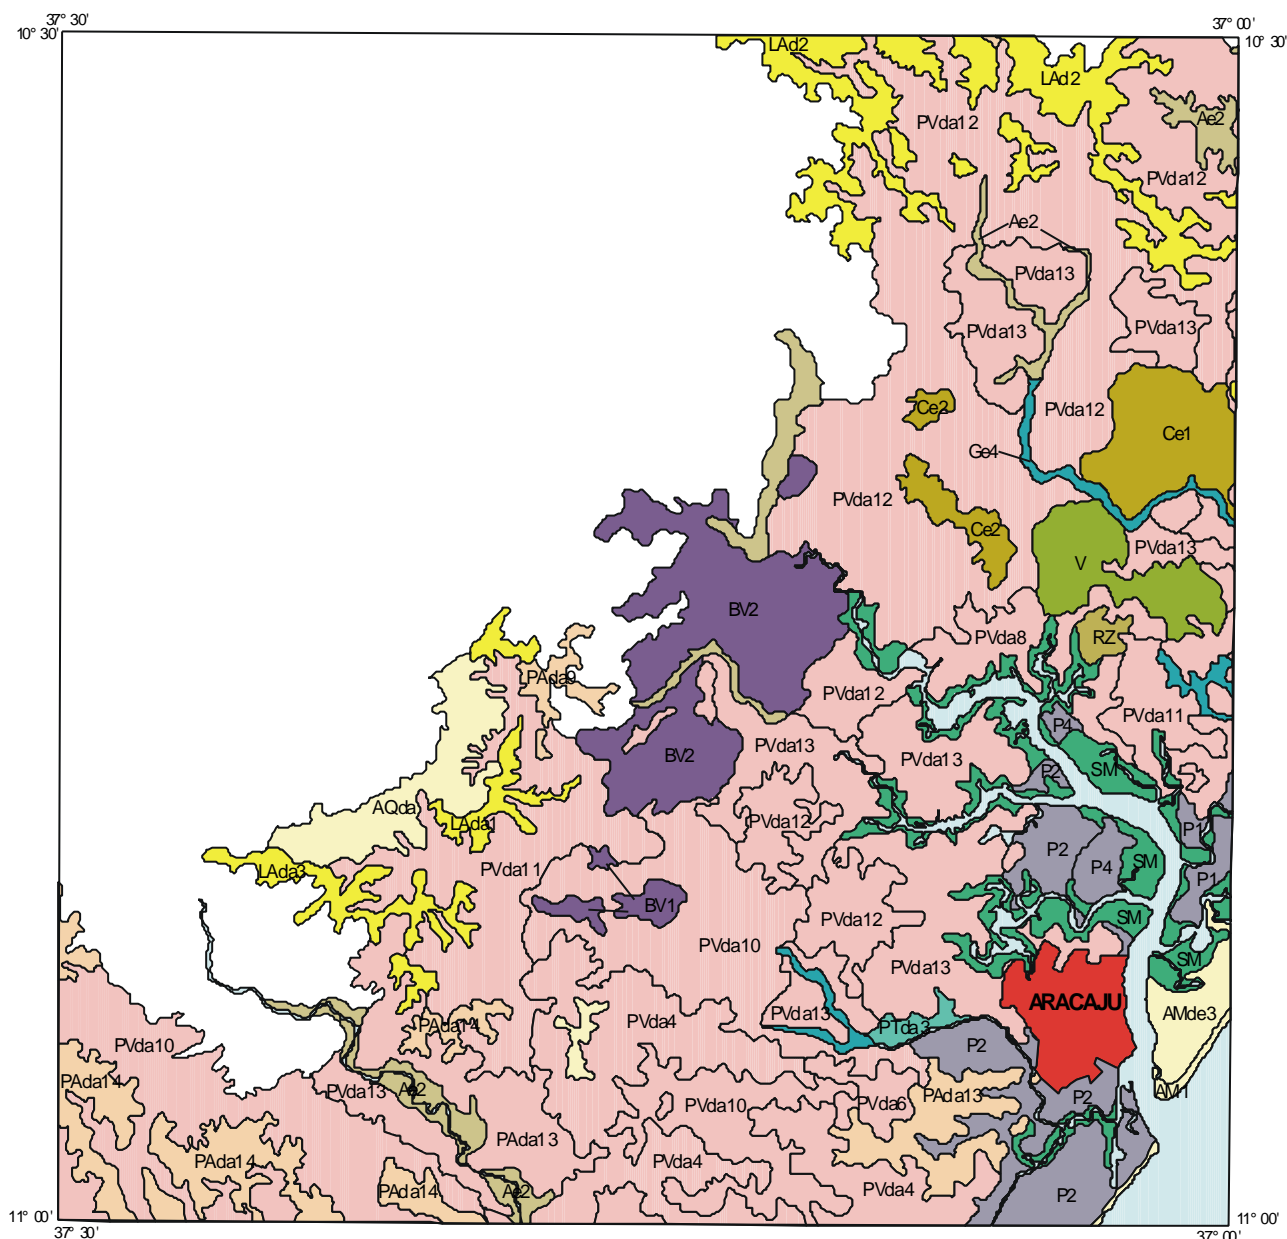 37° 30'
37° 00'
10° 30'
10° 30'
LAd2
LAd2
PVda12
Ae2
PVda12
Ae2
PVda13
PVda13
PVda13
Ce2
PVda12
Ce1
Ge4
PVda12
Ce2
PVda13
V
BV2
PVda8
RZ
PAda9
PVda12
PVda11
P4
PVda13
PVda13
BV2
P2
SM
AQda
LAda1
PVda12
P1
P2
P4
SM
PVda11
LAda3
P1
BV1
PVda12
SM
PVda10
SM
PVda13
ARACAJU
PVda13
AMde3
PVda4
PAda14
PTda3
PVda10
P2
PAda14
PVda13
Ae2
AM1
PVda10
PVda6
PAda13
P2
PAda13
PAda14
PVda4
PAda14
Ae2
PVda4
P2
11° 00'
11° 00'
37° 30'
37° 00'